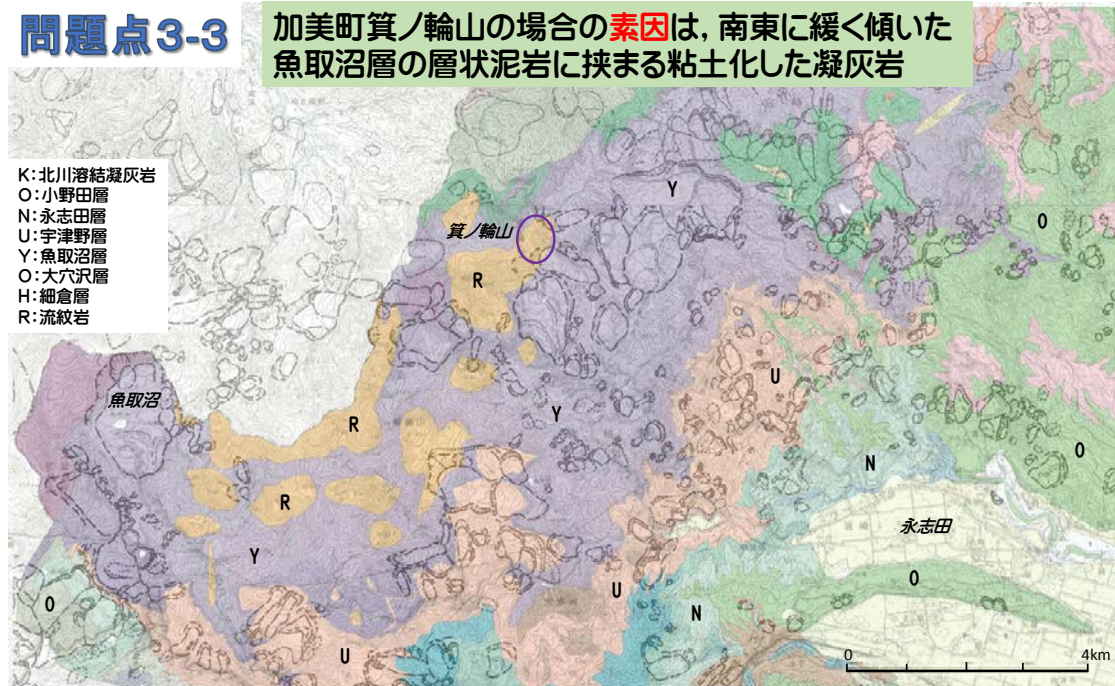 問題点3-3
加美町箕ノ輪山の場合の素因は,南東に緩く傾いた
魚取沼層の層状泥岩に挟まる粘土化した凝灰岩
K:北川溶結凝灰岩
O:小野田層
N:永志田層
U:宇津野層
Y:魚取沼層
O:大穴沢層
H:細倉層
R:流紋岩
Y
O
箕ノ輪山
R
U
魚取沼
Y
R
N
O
R
永志田
Y
O
U
O
N
U
0
4km